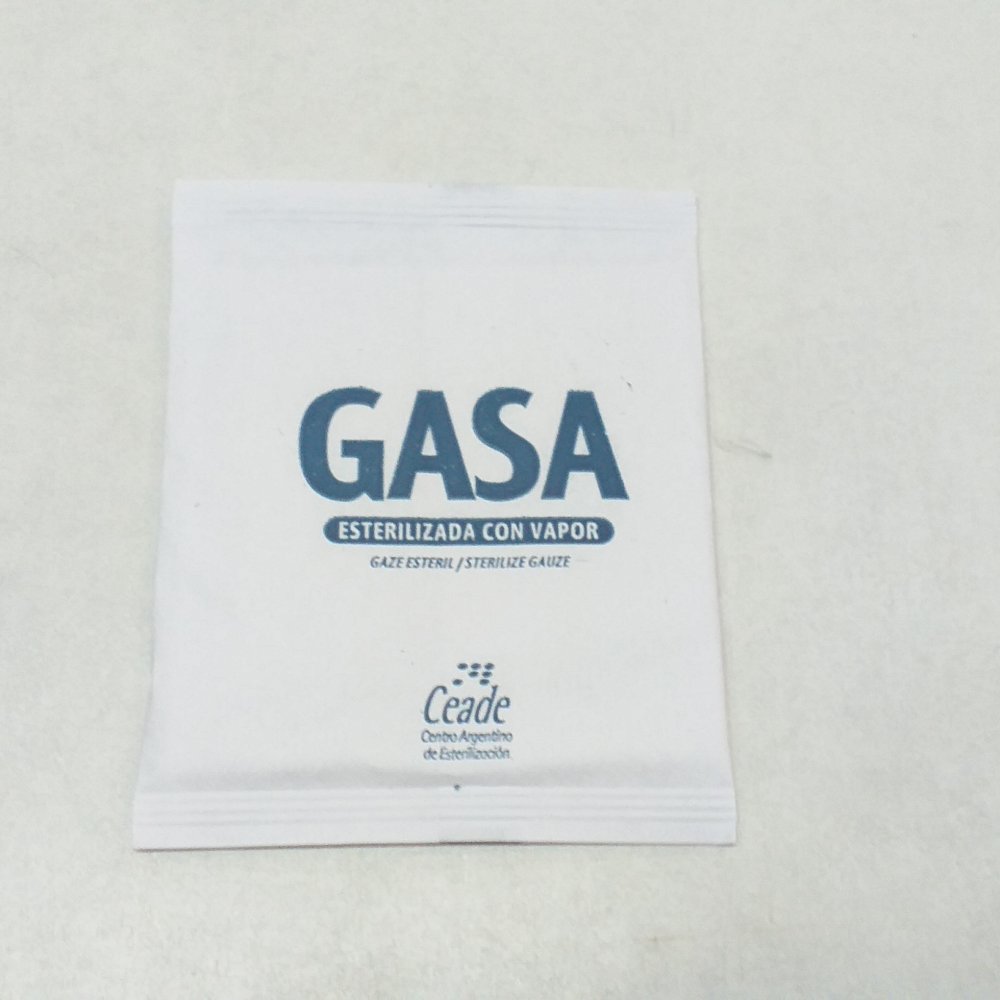 GASA
ESTERILIZADA CON VAPOR
GAZE ESTERIL / STERILIZE GAUZE
Ceade
Centro Argentino
de Esterilización